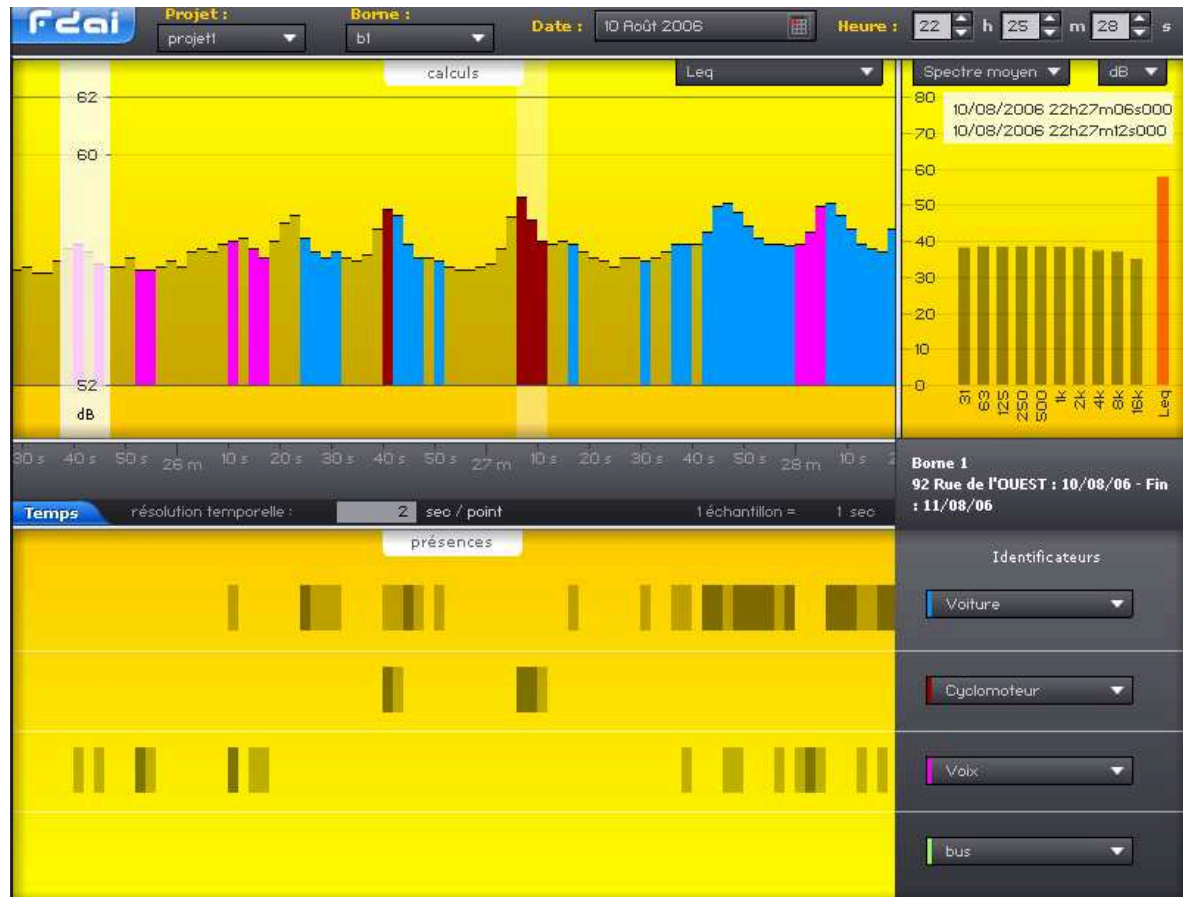 Fdai
Projet :
projet1
Borne :
b1
Date : 10 Août 2006
Heure : 22 h 25 m 28 s
calculs
Leq
62
60
52
dB
Spectre moyen dB
10/08/2006 22h27m06s000
10/08/2006 22h27m12s000
80
70
60
50
40
30
20
10
0
31 63 125 250 500 1k 2k 4k 8k 16k Leq
30 s 40 s 50 s 26 m 10 s 20 s 30 s 40 s 50 s 27 m 10 s 20 s 30 s 40 s 50 s 28 m 10 s 2
Temps résolution temporelle : 2 sec / point 1 échantillon = 1 sec
Borne 1
92 Rue de l'OUEST : 10/08/06 - Fin
: 11/08/06
présences
Identificateurs
Voiture
Cyclomoteur
Voix
bus